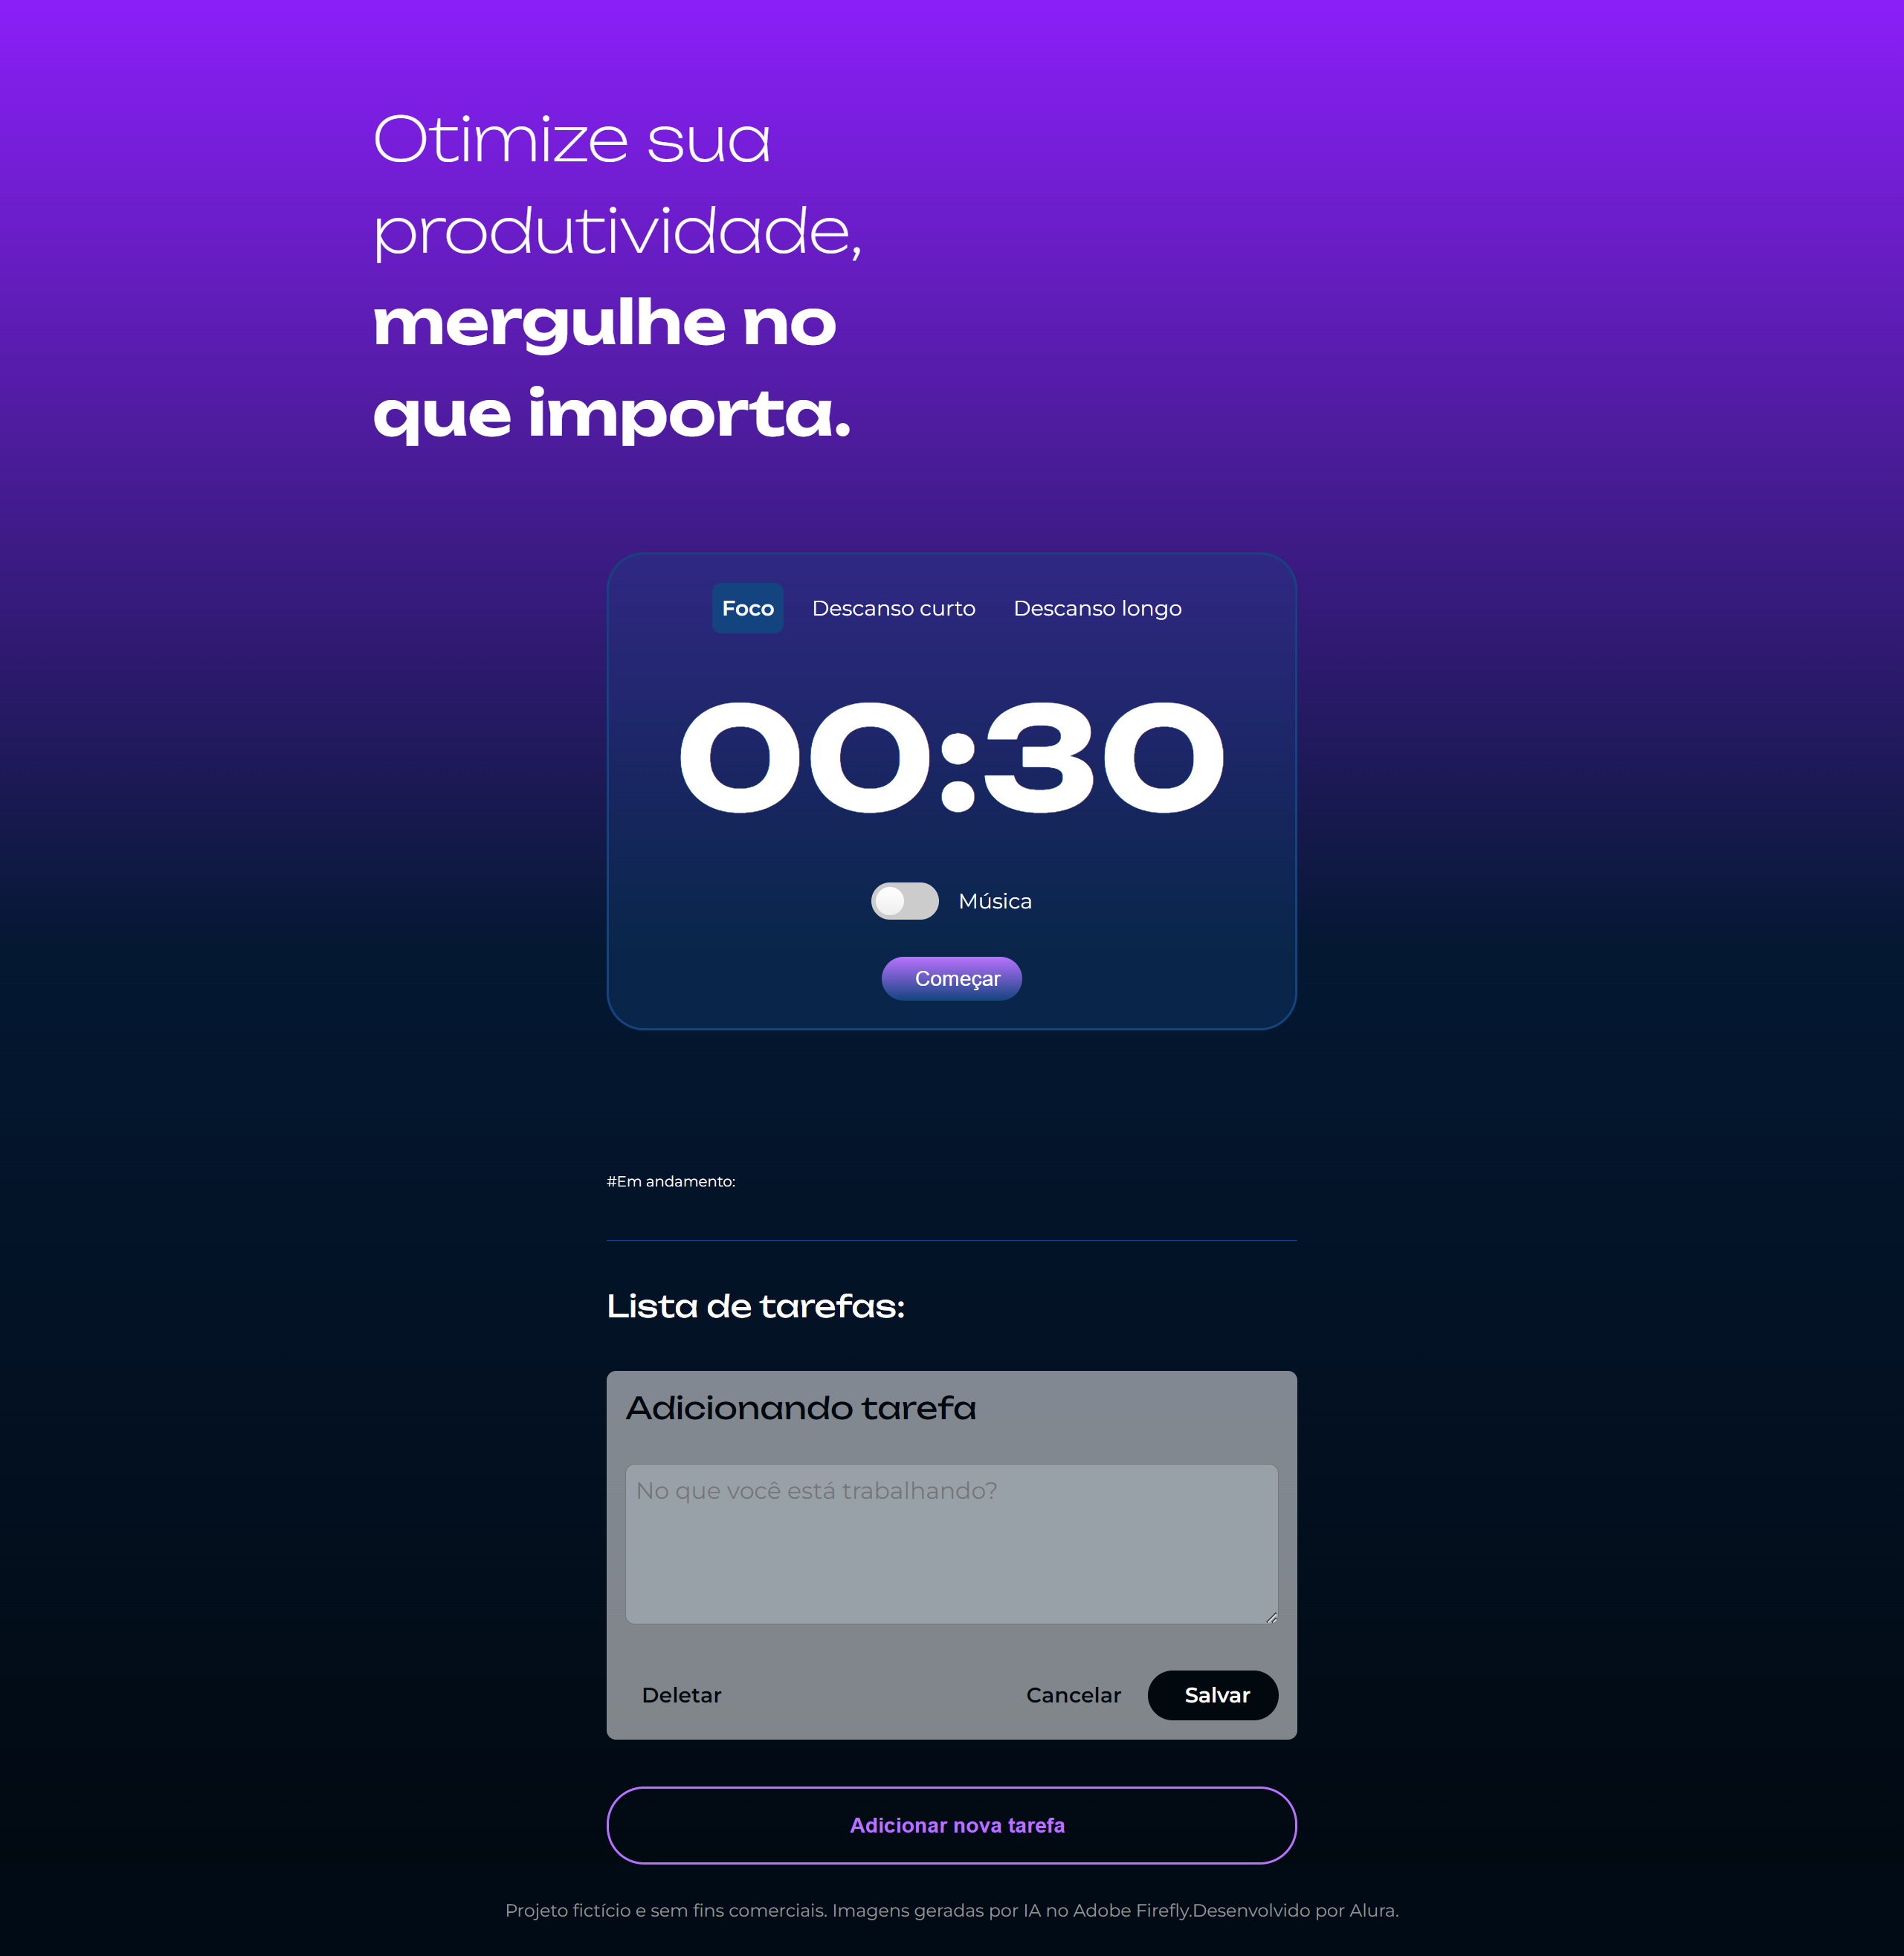 Otimize sua
produtividade,
mergulhe no
que importa.
Foco Descanso curto Descanso longo
00:30
Música
Começar
#Em andamento:
Lista de tarefas:
Adicionando tarefa
No que você está trabalhando?
Deletar Cancelar Salvar
Adicionar nova tarefa
Projeto fictício e sem fins comerciais. Imagens geradas por IA no Adobe Firefly.Desenvolvido por Alura.